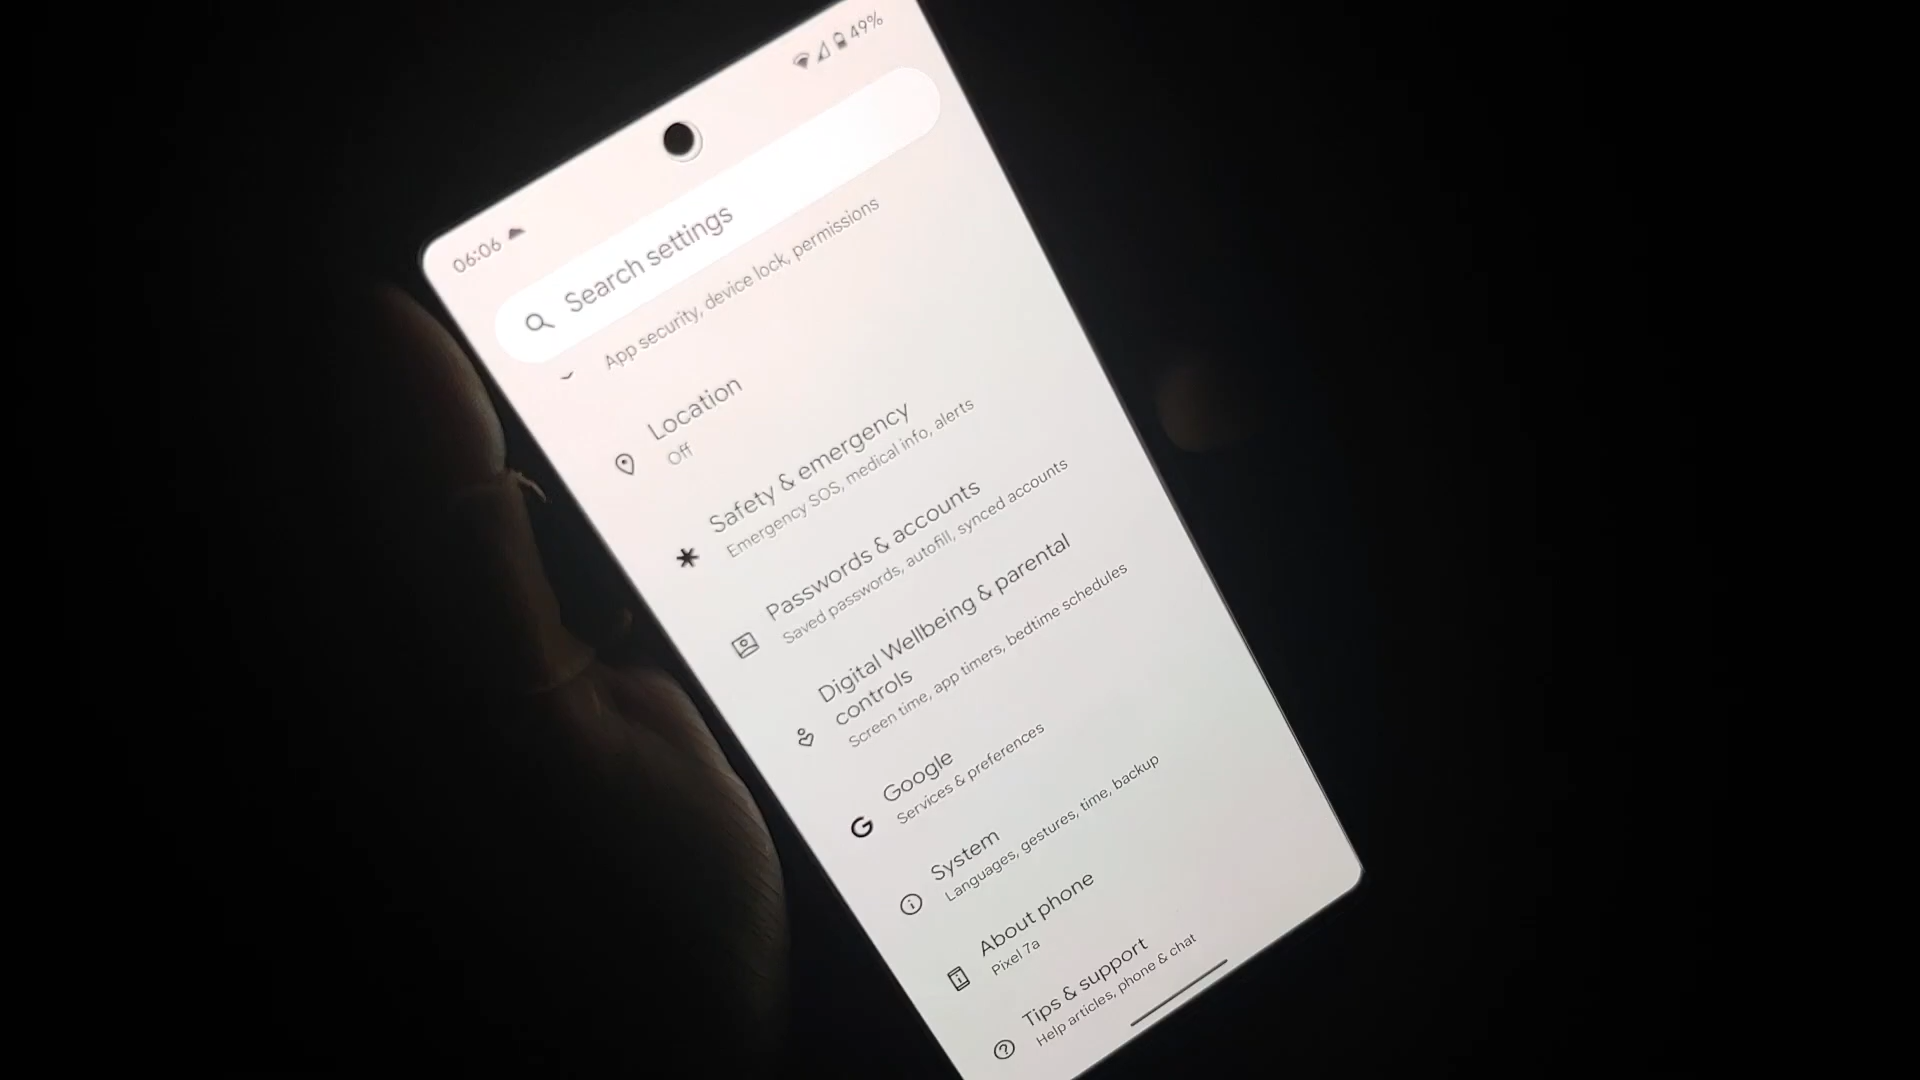 06:06
49%
Search settings
App security, device lock, permissions
Location
Off
Safety & emergency
Emergency SOS, medical info, alerts
Passwords & accounts
Saved passwords, autofill, synced accounts
Digital Wellbeing & parental
controls
Screen time, app timers, bedtime schedules
Google
Services & preferences
System
Languages, gestures, time, backup
About phone
Pixel 7a
Tips & support
Help articles, phone & chat